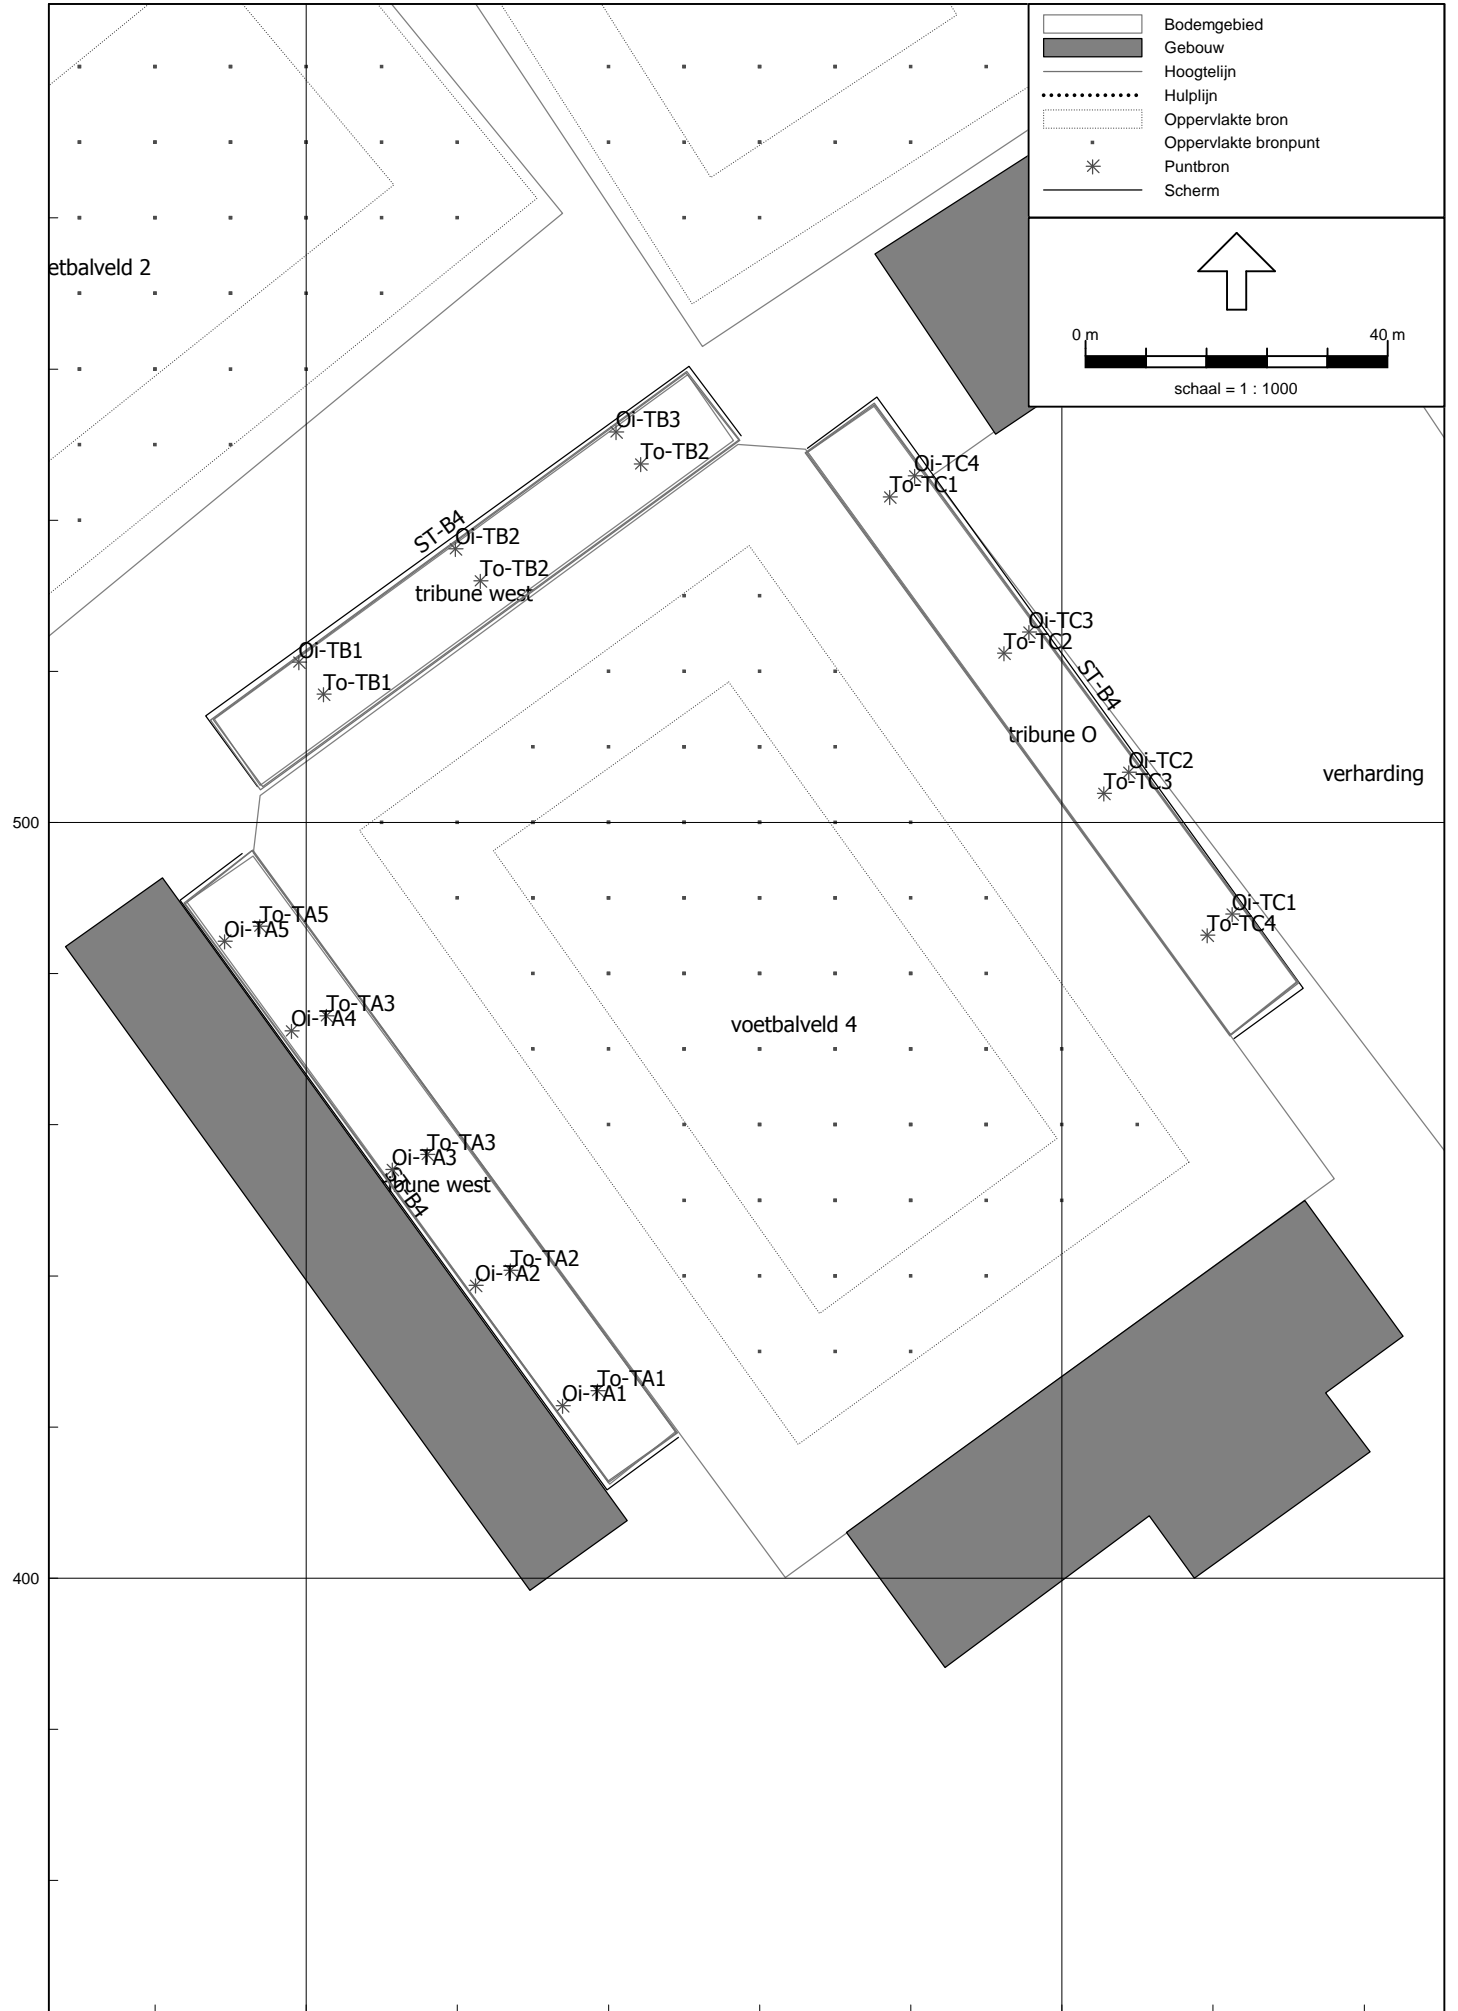 Bodemgebied
Gebouw
Hoogtelijn
Hulplijn
Oppervlakte bron
Oppervlakte bronpunt
Puntbron
Scherm
0 m 40 m
schaal = 1 : 1000
etbalveld 2
Oi-TB3
To-TB2
ST-B4
Oi-TB2
To-TB2
tribune west
Oi-TB1
To-TB1
Oi-TC4
To-TC1
Oi-TC3
To-TC2
ST-B4
tribune O
Oi-TC2
To-TC3
verharding
500
Oi-TC1
To-TC4
To-TA5
Oi-TA5
To-TA3
Oi-TA4
voetbalveld 4
To-TA3
Oi-TA3
ibune west
ST-B4
To-TA2
Oi-TA2
To-TA1
Oi-TA1
400